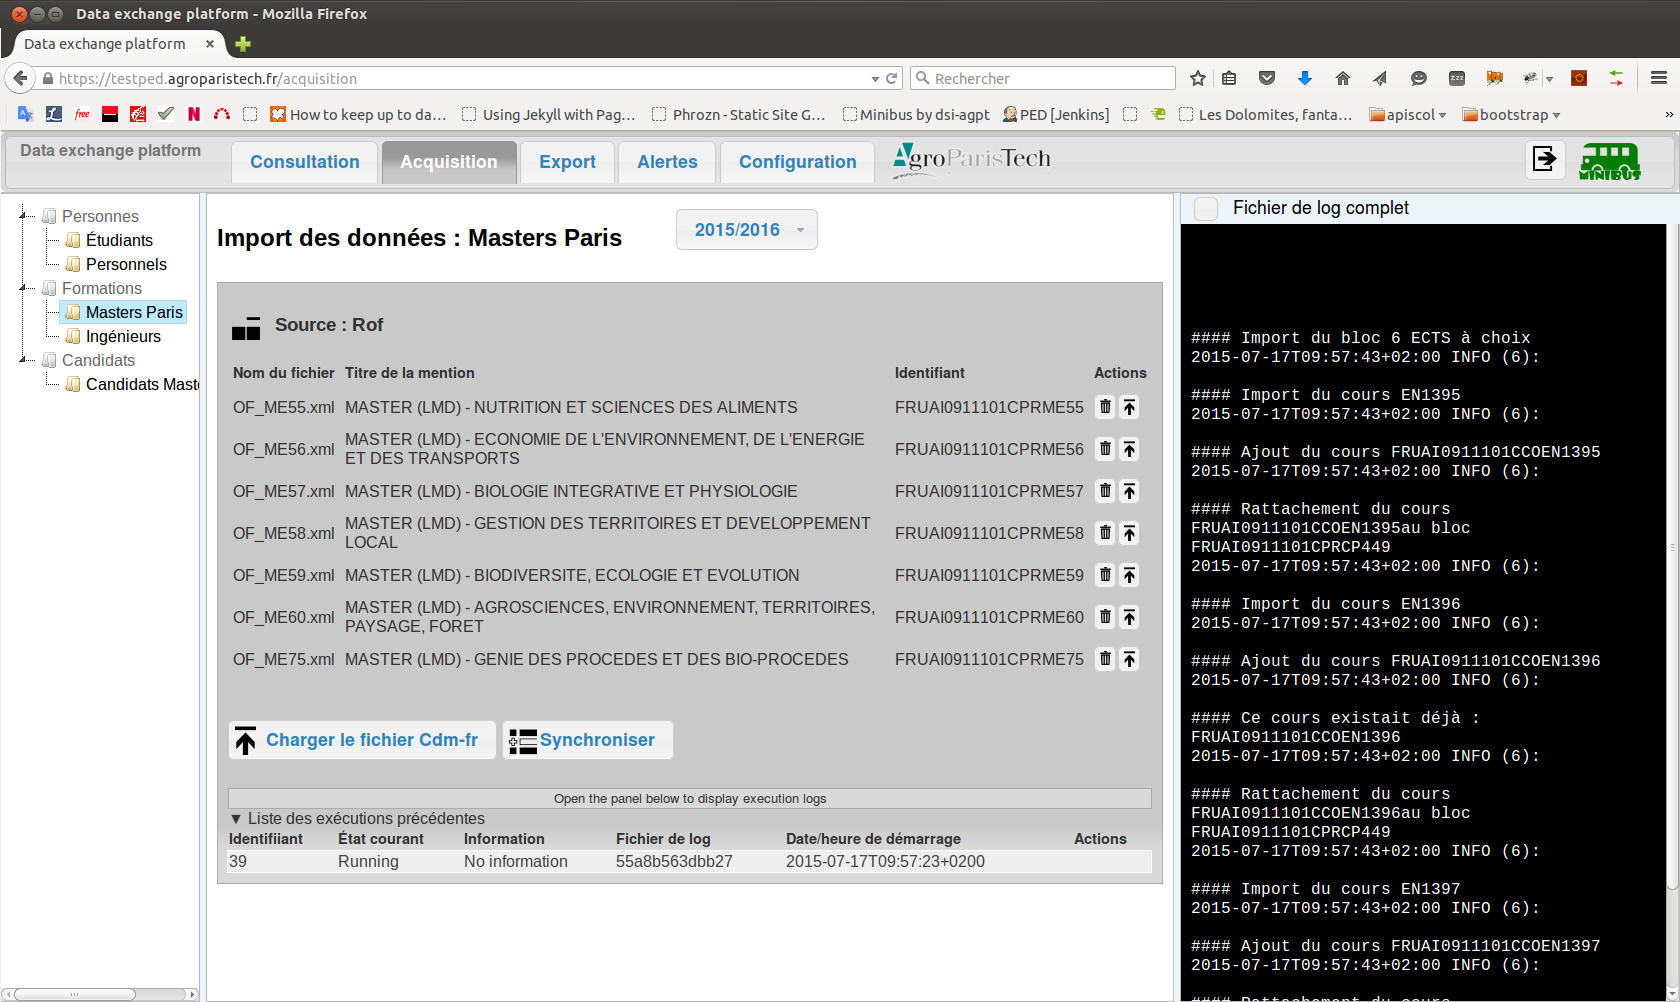 Data exchange platform - Mozilla Firefox
Data exchange platform
https://testped.agroparistech.fr/acquisition
Rechercher
free
How to keep up to da...
Using Jekyll with Pag...
Phrozn - Static Site G...
Minibus by dsi-agpt
PED [Jenkins]
Les Dolomites, fanta...
apiscol
bootstrap
Data exchange platform
Consultation
Acquisition
Export
Alertes
Configuration
AgroParisTech
MINIBUS
Personnes
Étudiants
Personnels
Formations
Masters Paris
Ingénieurs
Candidats
Candidats Mast
Import des données : Masters Paris
2015/2016
Source : Rof
Nom du fichier Titre de la mention Identifiant Actions
OF_ME55.xml MASTER (LMD) - NUTRITION ET SCIENCES DES ALIMENTS FRUAI0911101CPRME55
OF_ME56.xml MASTER (LMD) - ECONOMIE DE L'ENVIRONNEMENT, DE L'ENERGIE FRUAI0911101CPRME56
ET DES TRANSPORTS
OF_ME57.xml MASTER (LMD) - BIOLOGIE INTEGRATIVE ET PHYSIOLOGIE FRUAI0911101CPRME57
OF_ME58.xml MASTER (LMD) - GESTION DES TERRITOIRES ET DEVELOPPEMENT FRUAI0911101CPRME58
LOCAL
OF_ME59.xml MASTER (LMD) - BIODIVERSITE, ECOLOGIE ET EVOLUTION FRUAI0911101CPRME59
OF_ME60.xml MASTER (LMD) - AGROSCIENCES, ENVIRONNEMENT, TERRITOIRES, FRUAI0911101CPRME60
PAYSAGE, FORET
OF_ME75.xml MASTER (LMD) - GENIE DES PROCEDES ET DES BIO-PROCEDES FRUAI0911101CPRME75
Charger le fichier Cdm-fr
Synchroniser
Open the panel below to display execution logs
▼ Liste des exécutions précédentes
Identifiiant État courant Information Fichier de log Date/heure de démarrage Actions
39 Running No information 55a8b563dbb27 2015-07-17T09:57:23+0200
Fichier de log complet
#### Import du bloc 6 ECTS à choix
2015-07-17T09:57:43+02:00 INFO (6):
#### Import du cours EN1395
2015-07-17T09:57:43+02:00 INFO (6):
#### Ajout du cours FRUAI0911101CCOEN1395
2015-07-17T09:57:43+02:00 INFO (6):
#### Rattachement du cours
FRUAI0911101CCOEN1395au bloc
FRUAI0911101CPRCP449
2015-07-17T09:57:43+02:00 INFO (6):
#### Import du cours EN1396
2015-07-17T09:57:43+02:00 INFO (6):
#### Ajout du cours FRUAI0911101CCOEN1396
2015-07-17T09:57:43+02:00 INFO (6):
#### Ce cours existait déjà :
FRUAI0911101CCOEN1396
2015-07-17T09:57:43+02:00 INFO (6):
#### Rattachement du cours
FRUAI0911101CCOEN1396au bloc
FRUAI0911101CPRCP449
2015-07-17T09:57:43+02:00 INFO (6):
#### Import du cours EN1397
2015-07-17T09:57:43+02:00 INFO (6):
#### Ajout du cours FRUAI0911101CCOEN1397
2015-07-17T09:57:43+02:00 INFO (6):
#### Rattachement du cours